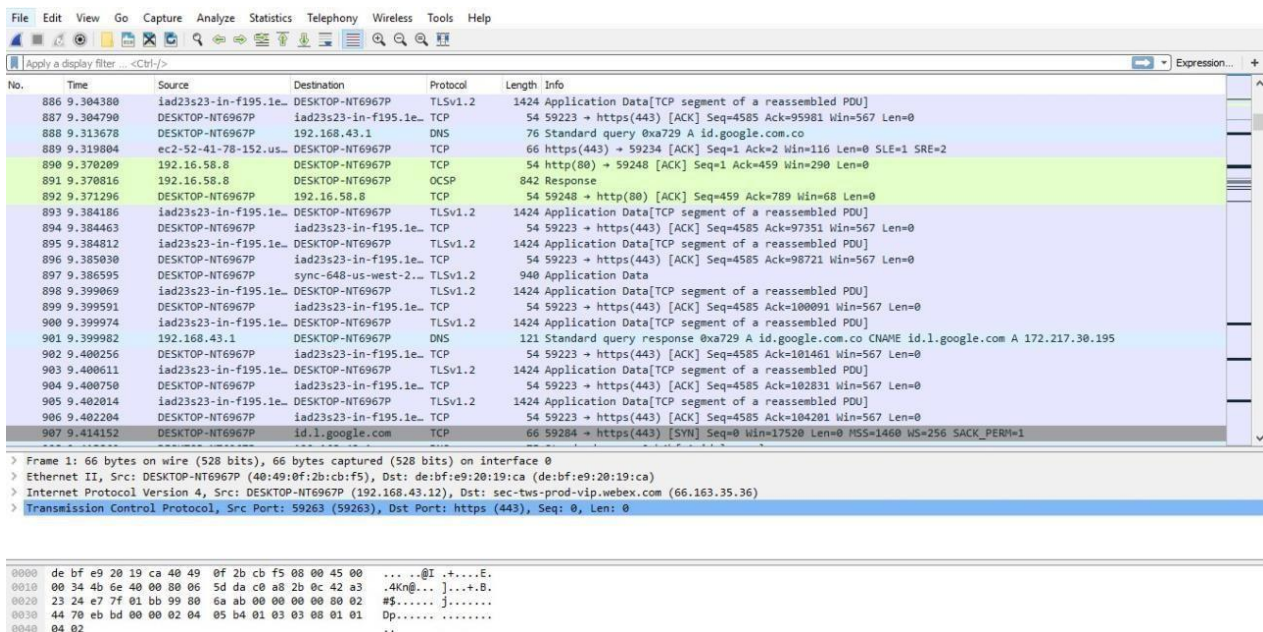 File Edit View Go Capture Analyze Statistics Telephony Wireless Tools Help
Apply a display filter ... <Ctrl-/> Expression... +
No. Time Source Destination Protocol Length Info
886 9.304380 iad23s23-in-f195.1e… DESKTOP-NT6967P TLSv1.2 1424 Application Data[TCP segment of a reassembled PDU]
887 9.304790 DESKTOP-NT6967P iad23s23-in-f195.1e… TCP 54 59223 → https(443) [ACK] Seq=4585 Ack=95981 Win=567 Len=0
888 9.313678 DESKTOP-NT6967P 192.168.43.1 DNS 76 Standard query 0xa729 A id.google.com.co
889 9.319804 ec2-52-41-78-152.us… DESKTOP-NT6967P TCP 66 https(443) → 59234 [ACK] Seq=1 Ack=2 Win=116 Len=0 SLE=1 SRE=2
890 9.370209 192.16.58.8 DESKTOP-NT6967P TCP 54 http(80) → 59248 [ACK] Seq=1 Ack=459 Win=290 Len=0
891 9.370816 192.16.58.8 DESKTOP-NT6967P OCSP 842 Response
892 9.371296 DESKTOP-NT6967P 192.16.58.8 TCP 54 59248 → http(80) [ACK] Seq=459 Ack=789 Win=68 Len=0
893 9.384186 iad23s23-in-f195.1e… DESKTOP-NT6967P TLSv1.2 1424 Application Data[TCP segment of a reassembled PDU]
894 9.384463 DESKTOP-NT6967P iad23s23-in-f195.1e… TCP 54 59223 → https(443) [ACK] Seq=4585 Ack=97351 Win=567 Len=0
895 9.384812 iad23s23-in-f195.1e… DESKTOP-NT6967P TLSv1.2 1424 Application Data[TCP segment of a reassembled PDU]
896 9.385030 DESKTOP-NT6967P iad23s23-in-f195.1e… TCP 54 59223 → https(443) [ACK] Seq=4585 Ack=98721 Win=567 Len=0
897 9.386595 DESKTOP-NT6967P sync-648-us-west-2.… TLSv1.2 940 Application Data
898 9.399069 iad23s23-in-f195.1e… DESKTOP-NT6967P TLSv1.2 1424 Application Data[TCP segment of a reassembled PDU]
899 9.399591 DESKTOP-NT6967P iad23s23-in-f195.1e… TCP 54 59223 → https(443) [ACK] Seq=4585 Ack=100091 Win=567 Len=0
900 9.399974 iad23s23-in-f195.1e… DESKTOP-NT6967P TLSv1.2 1424 Application Data[TCP segment of a reassembled PDU]
901 9.399982 192.168.43.1 DESKTOP-NT6967P DNS 121 Standard query response 0xa729 A id.google.com.co CNAME id.l.google.com A 172.217.30.195
902 9.400256 DESKTOP-NT6967P iad23s23-in-f195.1e… TCP 54 59223 → https(443) [ACK] Seq=4585 Ack=101461 Win=567 Len=0
903 9.400611 iad23s23-in-f195.1e… DESKTOP-NT6967P TLSv1.2 1424 Application Data[TCP segment of a reassembled PDU]
904 9.400750 DESKTOP-NT6967P iad23s23-in-f195.1e… TCP 54 59223 → https(443) [ACK] Seq=4585 Ack=102831 Win=567 Len=0
905 9.402014 iad23s23-in-f195.1e… DESKTOP-NT6967P TLSv1.2 1424 Application Data[TCP segment of a reassembled PDU]
906 9.402204 DESKTOP-NT6967P iad23s23-in-f195.1e… TCP 54 59223 → https(443) [ACK] Seq=4585 Ack=104201 Win=567 Len=0
907 9.414152 DESKTOP-NT6967P id.l.google.com TCP 66 59284 → https(443) [SYN] Seq=0 Win=17520 Len=0 MSS=1460 WS=256 SACK_PERM=1
> Frame 1: 66 bytes on wire (528 bits), 66 bytes captured (528 bits) on interface 0
> Ethernet II, Src: DESKTOP-NT6967P (40:49:0f:2b:cb:f5), Dst: de:bf:e9:20:19:ca (de:bf:e9:20:19:ca)
> Internet Protocol Version 4, Src: DESKTOP-NT6967P (192.168.43.12), Dst: sec-tws-prod-vip.webex.com (66.163.35.36)
> Transmission Control Protocol, Src Port: 59263 (59263), Dst Port: https (443), Seq: 0, Len: 0
0000 de bf e9 20 19 ca 40 49 0f 2b cb f5 08 00 45 00 ... ..@I .+....E.
0010 00 34 4b 6e 40 00 80 06 5d da c0 a8 2b 0c 42 a3 .4Kn@... ]...+.B.
0020 23 24 e7 7f 01 bb 99 80 6a ab 00 00 00 00 80 02 #$...... j.......
0030 44 70 eb bd 00 00 02 04 05 b4 01 03 03 08 01 01 Dp...... ........
0040 04 02 ..